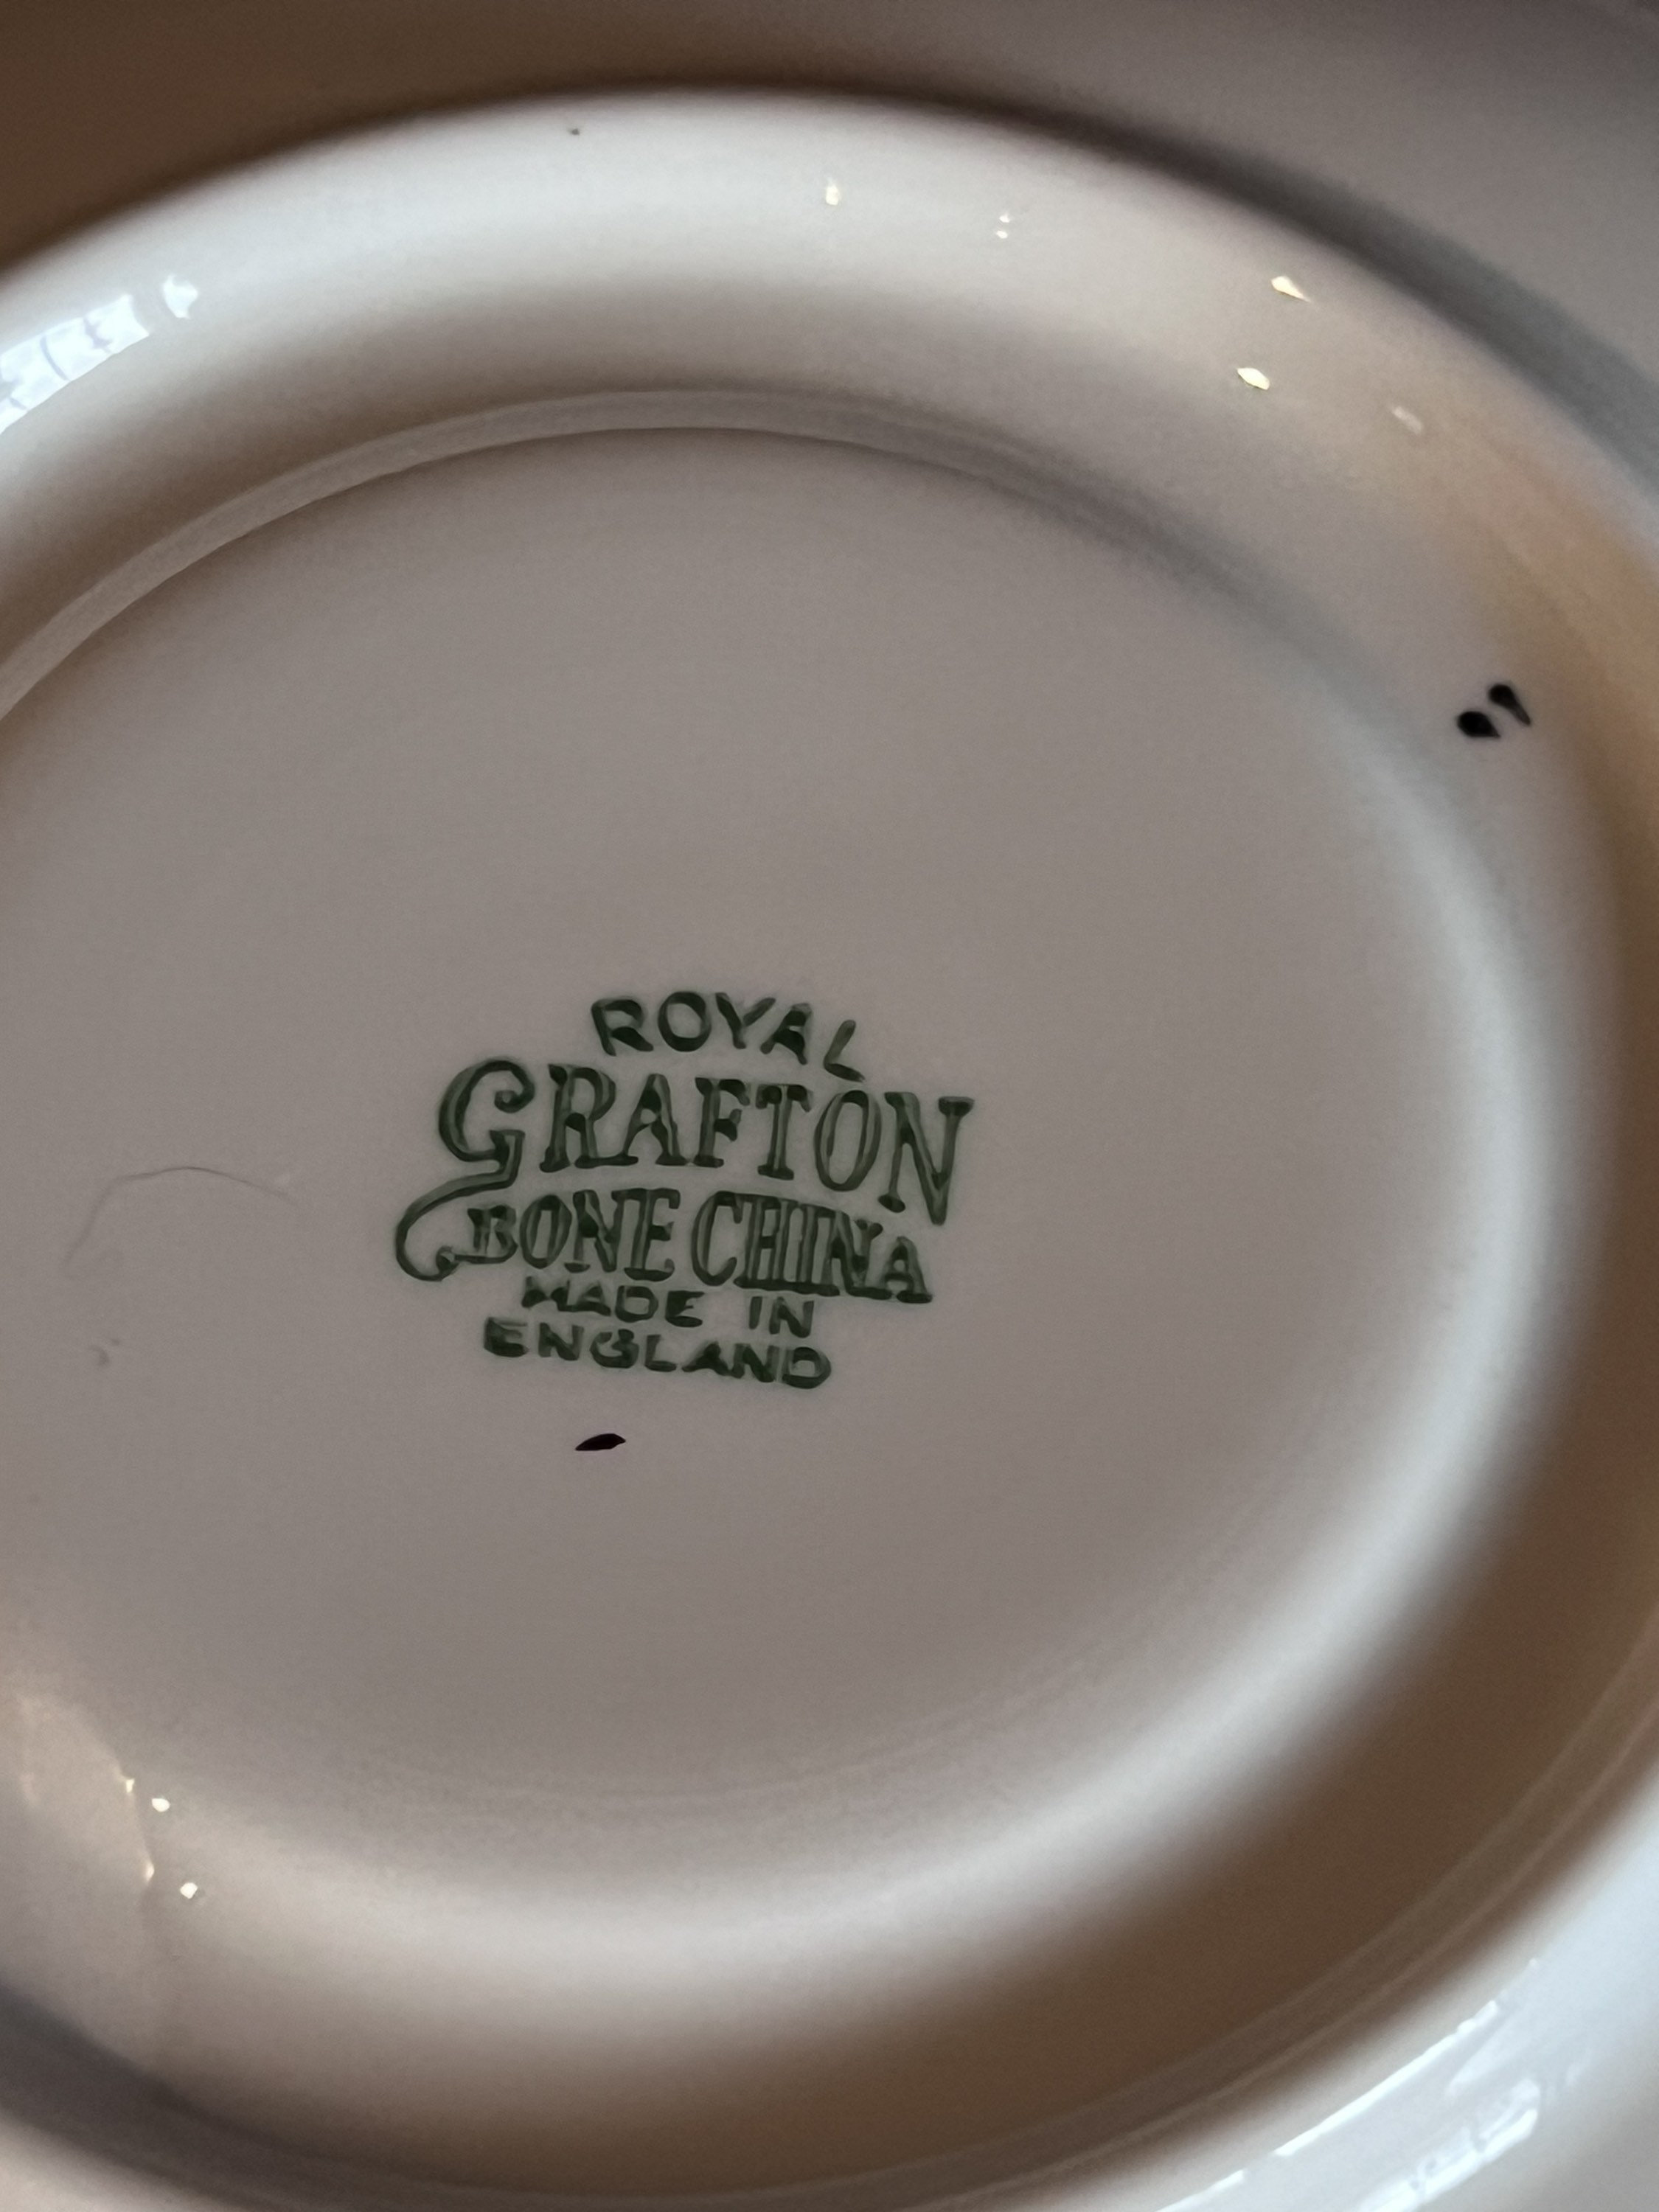 ROYAL
GRAFTON
BONE CHINA
MADE IN
ENGLAND